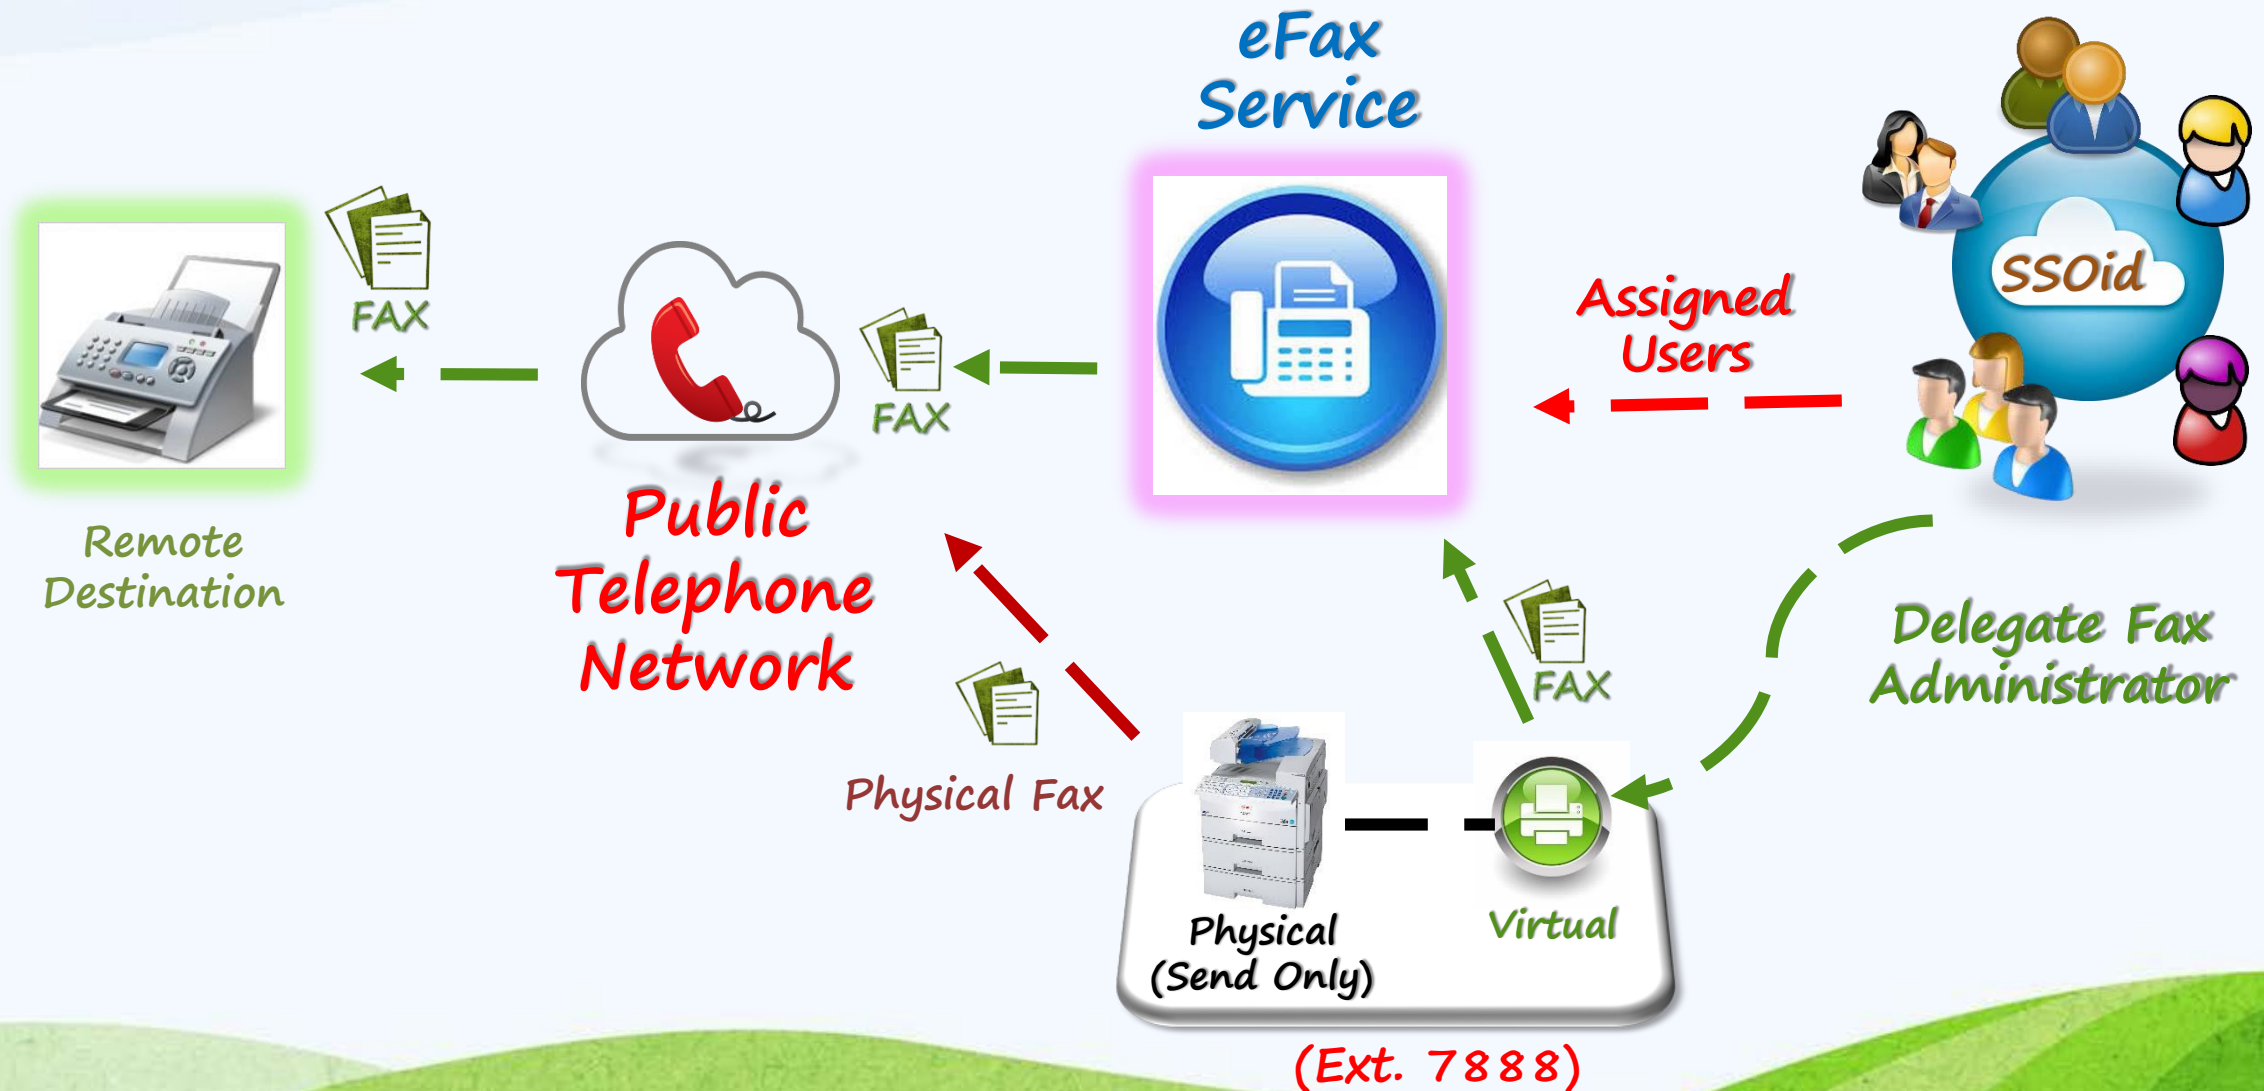 eFax
Service
SSOid
Assigned
Users
FAX
FAX
Public
Telephone
Network
Remote
Destination
Delegate Fax
Administrator
FAX
Physical Fax
Physical
(Send Only)
Virtual
(Ext. 7888)